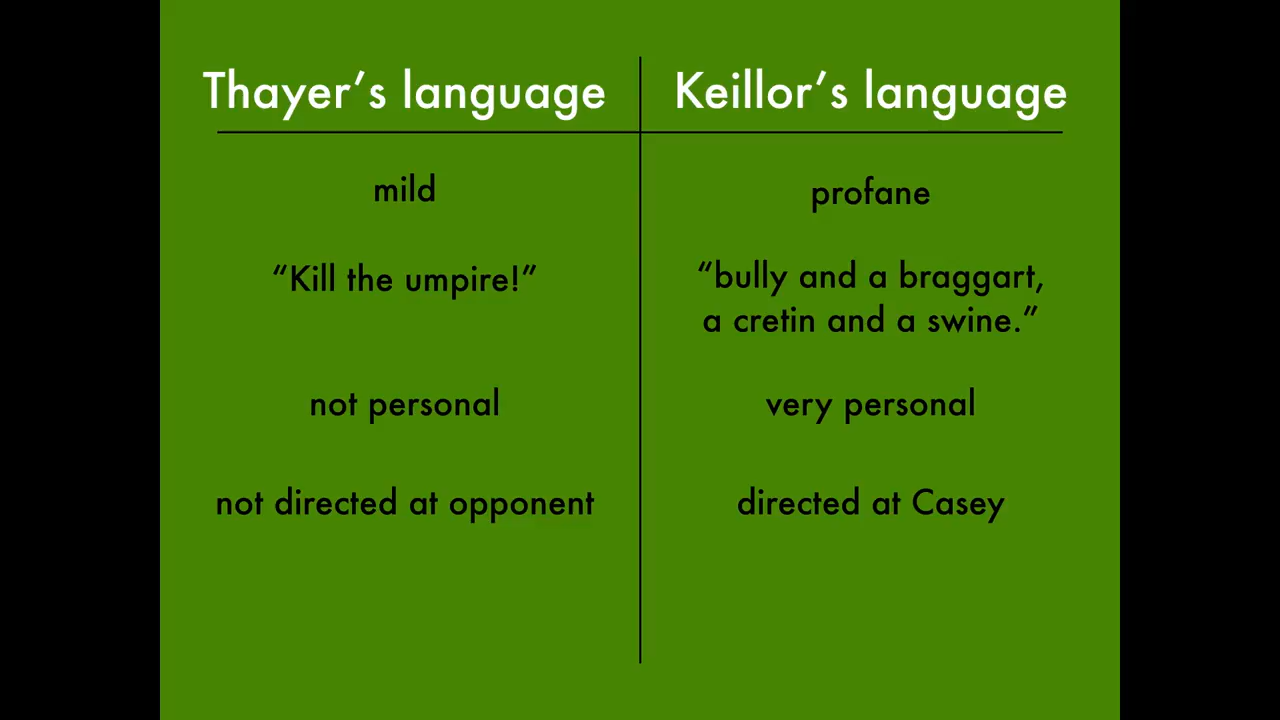 Thayer’s language
Keillor’s language
mild
profane
“Kill the umpire!”
“bully and a braggart,
a cretin and a swine.”
not personal
very personal
not directed at opponent
directed at Casey